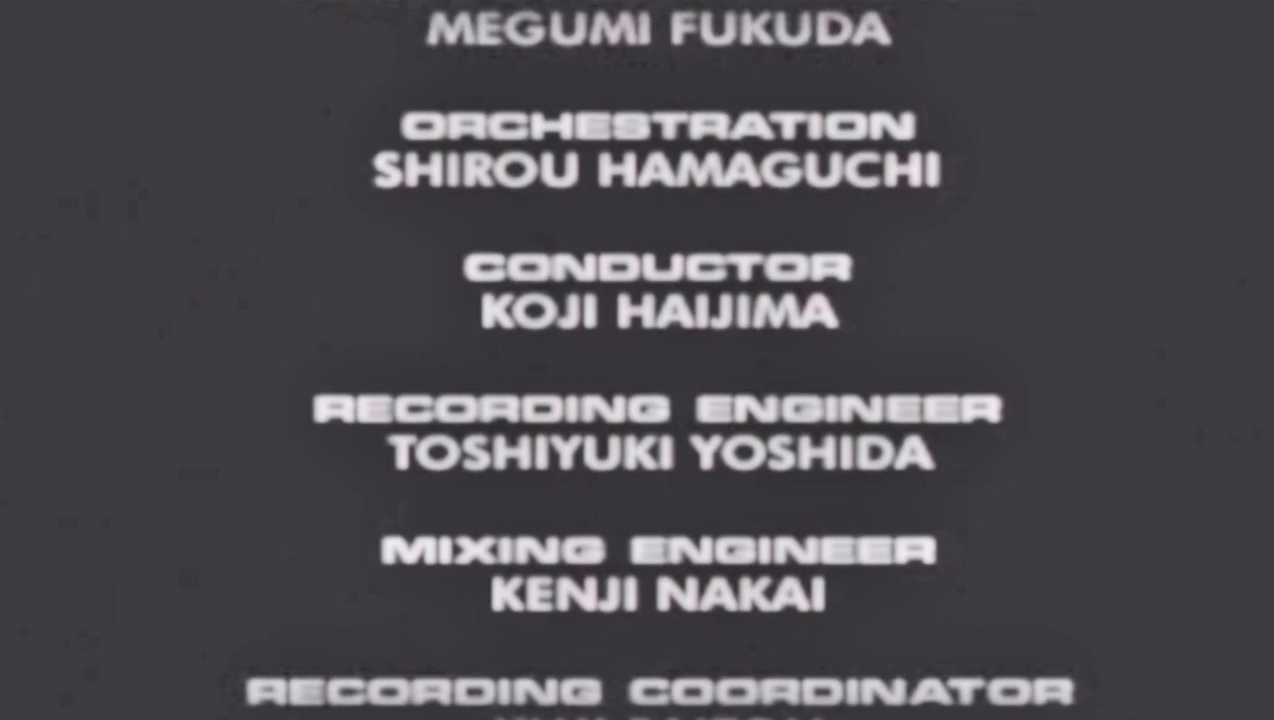 MEGUMI FUKUDA
ORCHESTRATION
SHIROU HAMAGUCHI
CONDUCTOR
KOJI HAIJIMA
RECORDING ENGINEER
TOSHIYUKI YOSHIDA
MIXING ENGINEER
KENJI NAKAI
RECORDING COORDINATOR